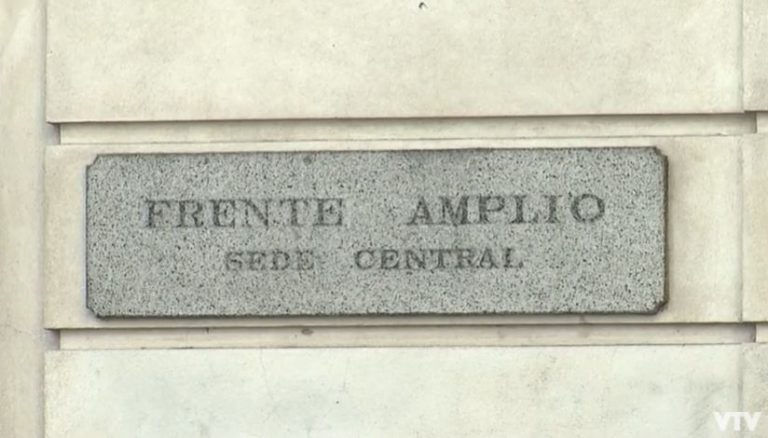 FRENTE AMPLIO
SEDE CENTRAL
VTV